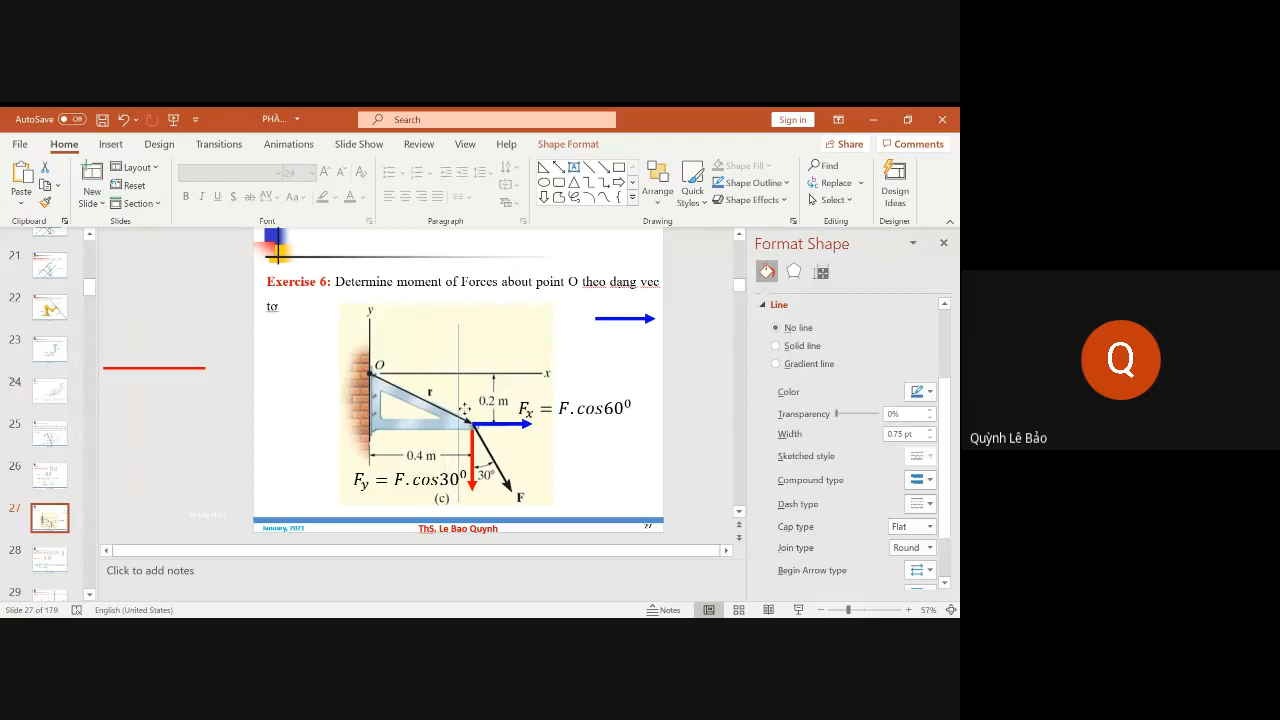 AutoSave Off PHẦ... Search Sign in
File Home Insert Design Transitions Animations Slide Show Review View Help Shape Format Share Comments
Paste New Slide Layout Reset Section 24 Arrange Quick Styles Shape Fill Shape Outline Shape Effects Find Replace Select Design Ideas
B I U S ab AV Aa A
Clipboard Slides Font Paragraph Drawing Editing Designer
21
22
23
24
25
26
27
28
29
Exercise 6: Determine moment of Forces about point O theo dạng vec
tơ
y
O
x
r
0.2 m
Fx = F.cos60⁰
0.4 m
Fy = F.cos30⁰
30°
(c)
F
January, 2021 ThS. Le Bao Quynh 27
Click to add notes
Format Shape
Line
No line
Solid line
Gradient line
Color
Transparency 0%
Width 0.75 pt
Sketched style
Compound type
Dash type
Cap type Flat
Join type Round
Begin Arrow type
Slide 27 of 179 English (United States) Notes 57%
Q
Quỳnh Lê Bảo